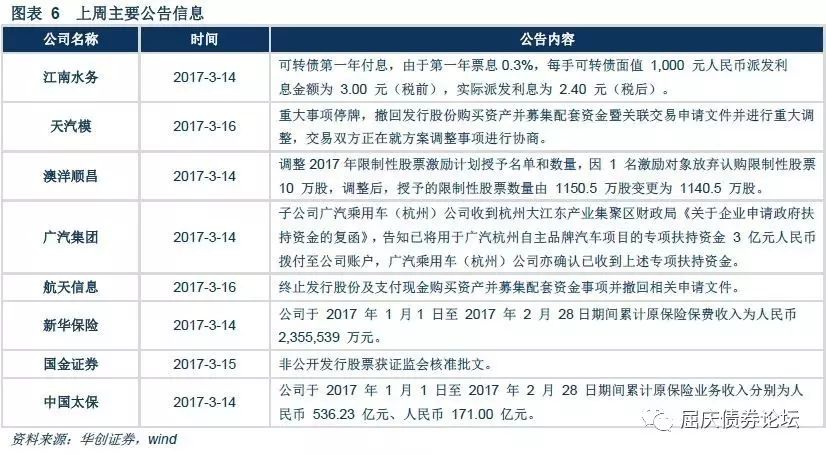 图表 6 上周主要公告信息
公司名称 时间 公告内容
江南水务 2017-3-14 可转债第一年付息，由于第一年票息0.3%，每手可转债面值 1,000 元人民币派发利
息金额为 3.00 元（税前），实际派发利息为 2.40 元（税后）。
天汽模 2017-3-16 重大事项停牌，撤回发行股份购买资产并募集配套资金暨关联交易申请文件并进行重大调
整，交易双方正在就方案调整事项进行协商。
澳洋顺昌 2017-3-14 调整2017年限制性股票激励计划授予名单和数量，因 1 名激励对象放弃认购限制性股票
10 万股，调整后，授予的限制性股票数量由 1150.5 万股变更为 1140.5 万股。
广汽集团 2017-3-14 子公司广汽乘用车（杭州）公司收到杭州大江东产业集聚区财政局《关于企业申请政府扶
持资金的复函》，告知已将用于广汽杭州自主品牌汽车项目的专项扶持资金 3 亿元人民币
拨付至公司账户，广汽乘用车（杭州）公司亦确认已收到上述专项扶持资金。
航天信息 2017-3-16 终止发行股份及支付现金购买资产并募集配套资金事项并撤回相关申请文件。
新华保险 2017-3-14 公司于 2017 年 1 月 1 日至 2017 年 2 月 28 日期间累计原保险保费收入为人民币
2,355,539 万元。
国金证券 2017-3-15 非公开发行股票获证监会核准批文。
中国太保 2017-3-14 公司于 2017 年 1 月 1 日至 2017 年 2 月 28 日期间累计原保险业务收入分别为人
民币 536.23 亿元、人民币 171.00 亿元。
屈庆债券论坛
资料来源：华创证券，wind